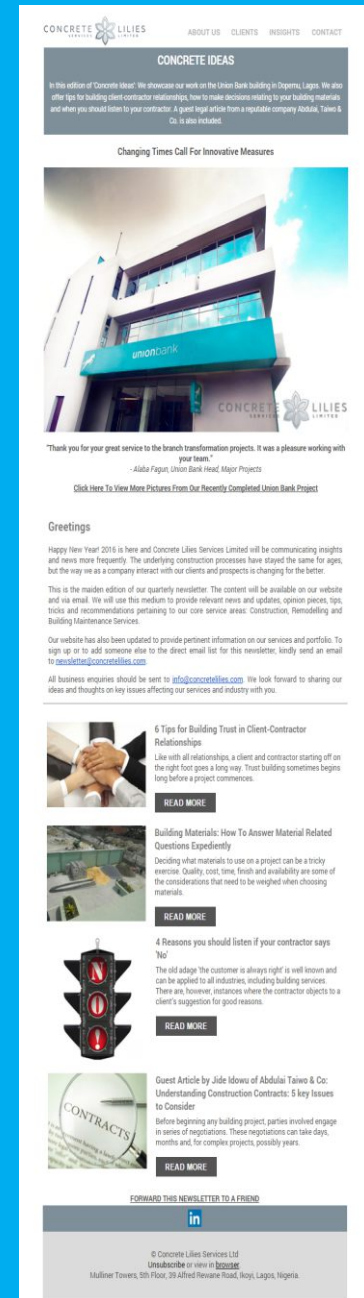 CONCRETE LILIES
SERVICES LIMITED
ABOUT US CLIENTS INSIGHTS CONTACT
CONCRETE IDEAS
In this edition of 'Concrete Ideas': We showcase our work on the Union Bank building in Dopemu, Lagos. We also
offer tips for building client-contractor relationships, how to make decisions relating to your building materials
and when you should listen to your contractor. A guest legal article from a reputable company Abdulai, Taiwo &
Co. is also included.
Changing Times Call For Innovative Measures
unionbank
CONCRETE LILIES
SERVICES LIMITED
"Thank you for your great service to the branch transformation projects. It was a pleasure working with
your team."
- Alaba Fagun, Union Bank Head, Major Projects
Click Here To View More Pictures From Our Recently Completed Union Bank Project
Greetings
Happy New Year! 2016 is here and Concrete Lilies Services Limited will be communicating insights
and news more frequently. The underlying construction processes have stayed the same for ages,
but the way we as a company interact with our clients and prospects is changing for the better.
This is the maiden edition of our quarterly newsletter. The content will be available on our website
and via email. We will use this medium to provide relevant news and updates, opinion pieces, tips,
tricks and recommendations pertaining to our core service areas: Construction, Remodelling and
Building Maintenance Services.
Our website has also been updated to provide pertinent information on our services and portfolio. To
sign up or to add someone else to the direct email list for this newsletter, kindly send an email
to newsletter@concretelilies.com.
All business enquiries should be sent to info@concretelilies.com. We look forward to sharing our
ideas and thoughts on key issues affecting our services and industry with you.
6 Tips for Building Trust in Client-Contractor
Relationships
Like with all relationships, a client and contractor starting off on
the right foot goes a long way. Trust building sometimes begins
long before a project commences.
READ MORE
Building Materials: How To Answer Material Related
Questions Expediently
Deciding what materials to use on a project can be a tricky
exercise. Quality, cost, time, finish and availability are some of
the considerations that need to be weighed when choosing
materials.
READ MORE
4 Reasons you should listen if your contractor says
'No'
The old adage 'the customer is always right' is well known and
can be applied to all industries, including building services.
There are, however, instances where the contractor objects to a
client's suggestion for good reasons.
READ MORE
N
O
!
Guest Article by Jide Idowu of Abdulai Taiwo & Co:
Understanding Construction Contracts: 5 key Issues
to Consider
Before beginning any building project, parties involved engage
in series of negotiations. These negotiations can take days,
months and, for complex projects, possibly years.
READ MORE
CONTRACTS
FORWARD THIS NEWSLETTER TO A FRIEND
in
© Concrete Lilies Services Ltd
Unsubscribe or view in browser.
Mulliner Towers, 5th Floor, 39 Alfred Rewane Road, Ikoyi, Lagos, Nigeria.